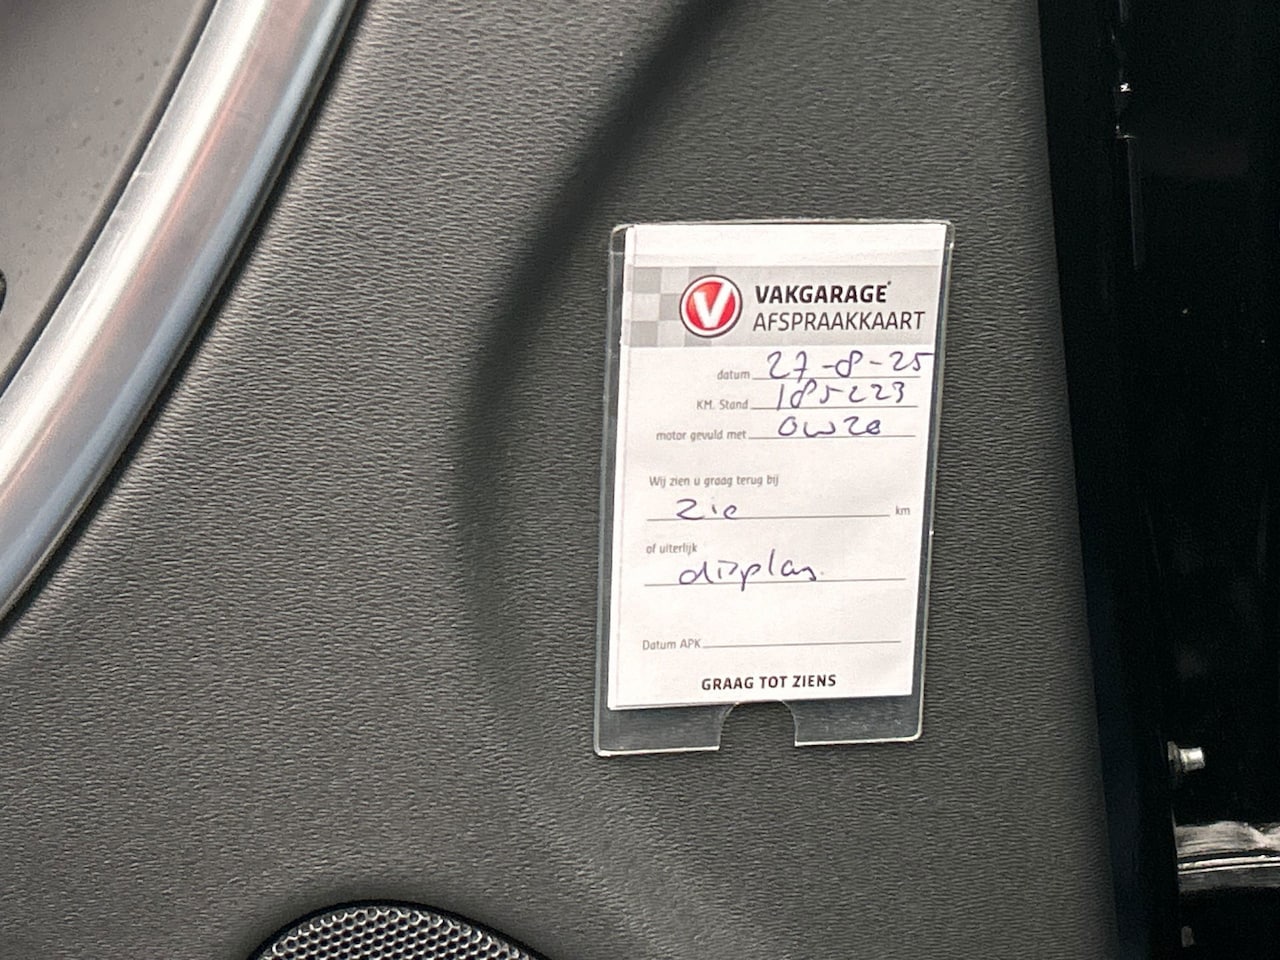 V VAKGARAGE
AFSPRAAKKAART
datum 27-8-25
KM. Stand 185223
motor gevuld met 0W20
Wij zien u graag terug bij
Zie km
of uiterlijk
display.
Datum APK
GRAAG TOT ZIENS